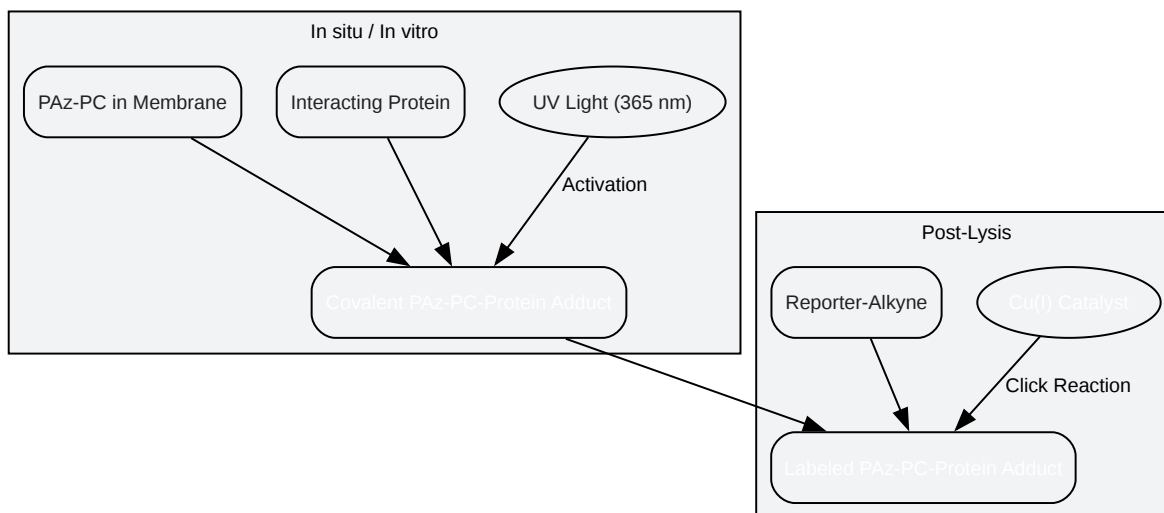 In situ / In vitro
PAz-PC in Membrane
Interacting Protein
UV Light (365 nm)
Activation
Covalent PAz-PC-Protein Adduct
Post-Lysis
Reporter-Alkyne
Cu(I) Catalyst
Click Reaction
Labeled PAz-PC-Protein Adduct